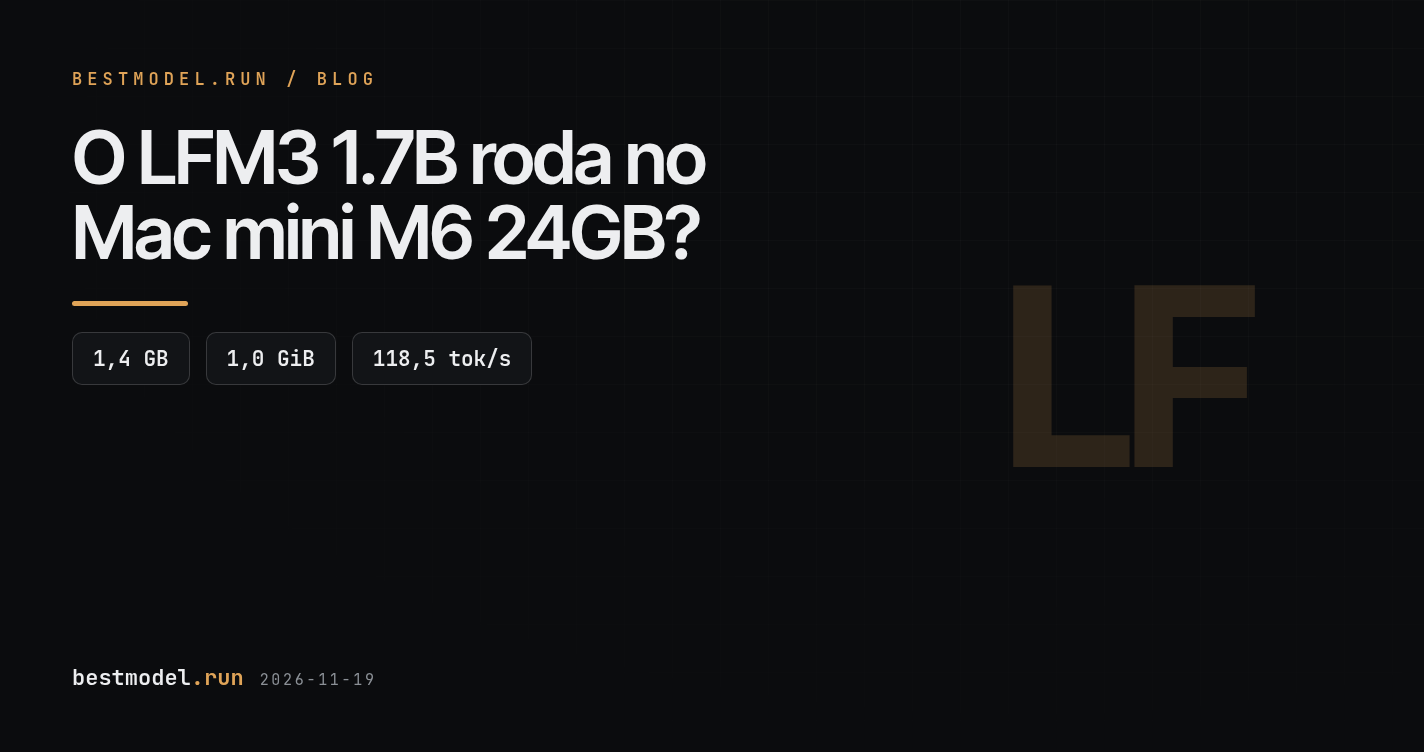 BESTMODEL.RUN / BLOG
O LFM3 1.7B roda no
Mac mini M6 24GB?
1,4 GB
1,0 GiB
118,5 tok/s
LF
bestmodel.run 2026-11-19